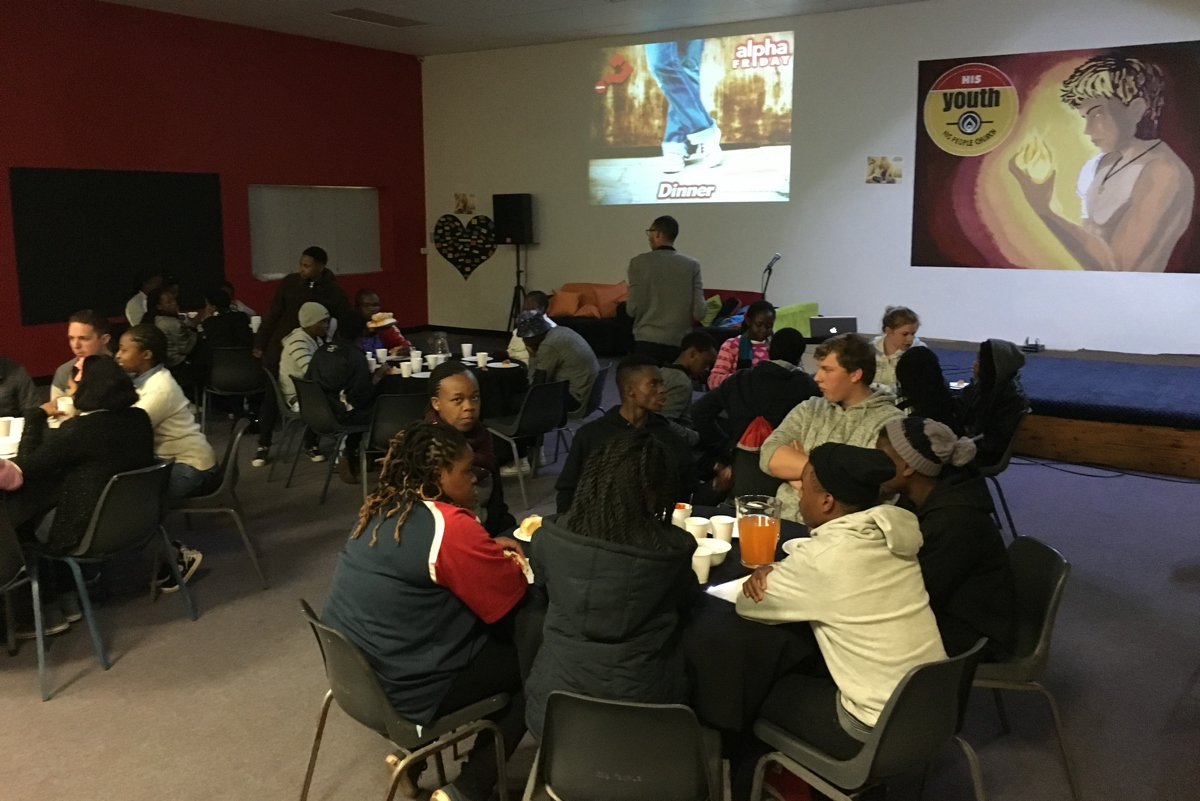 alpha
FRIDAY
Dinner
HIS
youth
HIS PEOPLE CHURCH